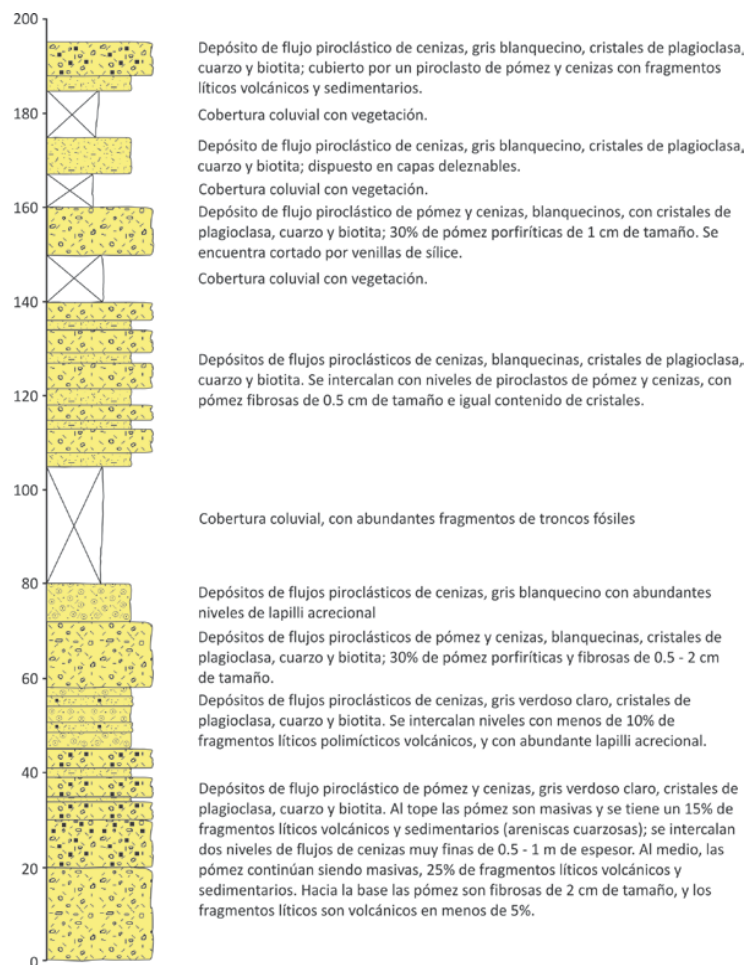 200
Depósito de flujo piroclástico de cenizas, gris blanquecino, cristales de plagioclasa,
cuarzo y biotita; cubierto por un piroclasto de pómez y cenizas con fragmentos
líticos volcánicos y sedimentarios.
180
Cobertura coluvial con vegetación.
Depósito de flujo piroclástico de cenizas, gris blanquecino, cristales de plagioclasa,
cuarzo y biotita; dispuesto en capas deleznables.
Cobertura coluvial con vegetación.
160
Depósito de flujo piroclástico de pómez y cenizas, blanquecinos, con cristales de
plagioclasa, cuarzo y biotita; 30% de pómez porfiríticas de 1 cm de tamaño. Se
encuentra cortado por venillas de sílice.
Cobertura coluvial con vegetación.
140
Depósitos de flujos piroclásticos de cenizas, blanquecinas, cristales de plagioclasa,.
cuarzo y biotita. Se intercalan con niveles de piroclastos de pómez y cenizas, con
pómez fibrosas de 0.5 cm de tamaño e igual contenido de cristales.
120
100
Cobertura coluvial, con abundantes fragmentos de troncos fósiles
80
Depósitos de flujos piroclásticos de cenizas, gris blanquecino con abundantes
niveles de lapilli acrecional
Depósitos de flujos piroclásticos de pómez y cenizas, blanquecinas, cristales de
plagioclasa, cuarzo y biotita; 30% de pómez porfiríticas y fibrosas de 0.5 - 2 cm
de tamaño.
60
Depósitos de flujos piroclásticos de cenizas, gris verdoso claro, cristales de
plagioclasa, cuarzo y biotita. Se intercalan niveles con menos de 10% de
fragmentos líticos polimícticos volcánicos, y con abundante lapilli acrecional.
40
Depósitos de flujo piroclástico de pómez y cenizas, gris verdoso claro, cristales de
plagioclasa, cuarzo y biotita. Al tope las pómez son masivas y se tiene un 15% de
fragmentos líticos volcánicos y sedimentarios (areniscas cuarzosas); se intercalan
dos niveles de flujos de cenizas muy finas de 0.5 - 1 m de espesor. Al medio, las
pómez continúan siendo masivas, 25% de fragmentos líticos volcánicos y
sedimentarios. Hacia la base las pómez son fibrosas de 2 cm de tamaño, y los
fragmentos líticos son volcánicos en menos de 5%.
20
0